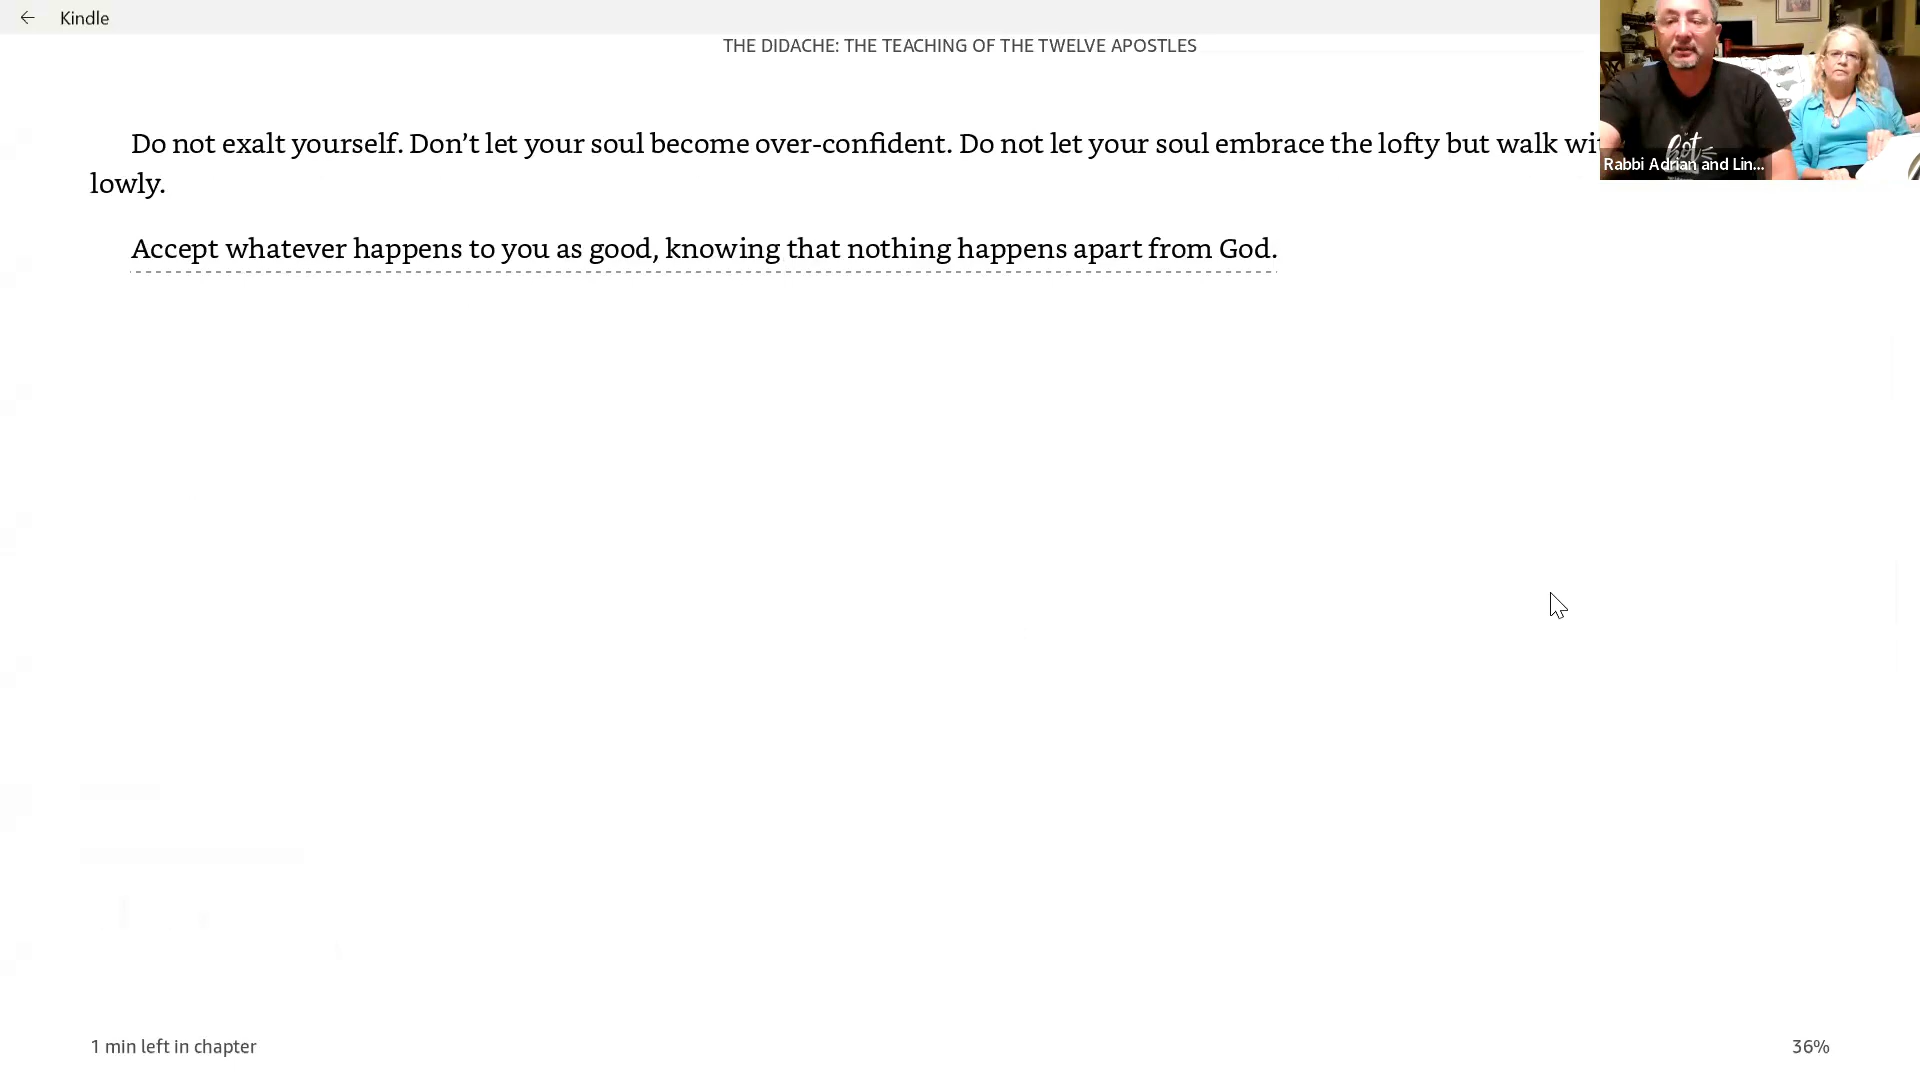 Kindle
THE DIDACHE: THE TEACHING OF THE TWELVE APOSTLES
Do not exalt yourself. Don’t let your soul become over-confident. Do not let your soul embrace the lofty but walk
lowly.
Accept whatever happens to you as good, knowing that nothing happens apart from God.
hot
Rabbi Adrian and Lin...
1 min left in chapter
36%